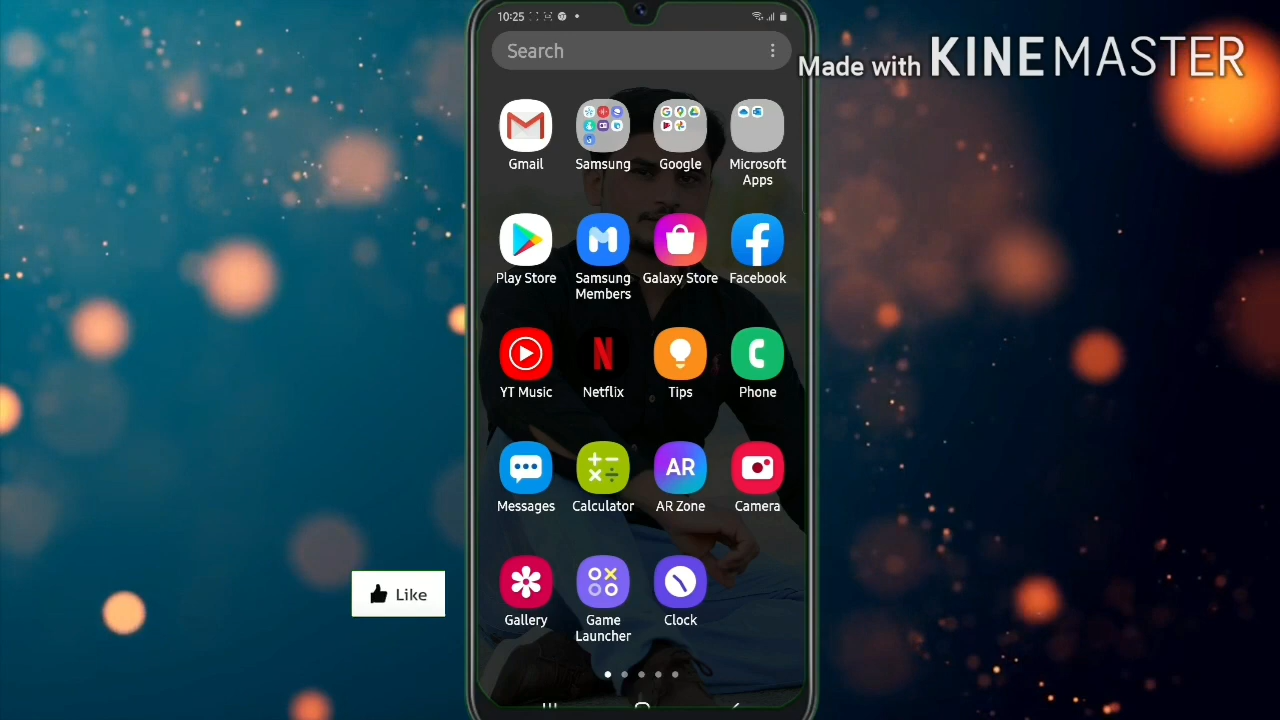 10:25
Search
Made with KINEMASTER
Gmail
Samsung
Google
Microsoft
Apps
Play Store
Samsung
Members
Galaxy Store
Facebook
YT Music
Netflix
Tips
Phone
AR
Messages
Calculator
AR Zone
Camera
Like
Gallery
Game
Launcher
Clock